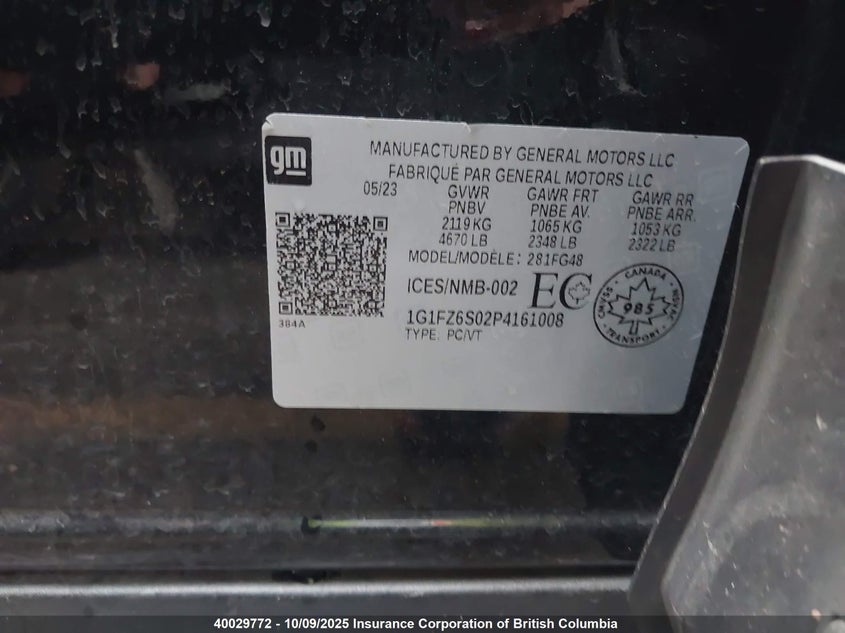 gm
MANUFACTURED BY GENERAL MOTORS LLC
FABRIQUÉ PAR GENERAL MOTORS LLC
05/23 GVWR GAWR FRT GAWR RR
PNBV PNBE AV. PNBE ARR.
2119 KG 1065 KG 1053 KG
4670 LB 2348 LB 2322 LB
MODEL/MODÈLE: 281FG48
ICES/NMB-002 EC
CANADA
CMVSS 985 NSVAC
TRANSPORT
384A
1G1FZ6S02P4161008
TYPE: PC/VT
40029772 - 10/09/2025 Insurance Corporation of British Columbia